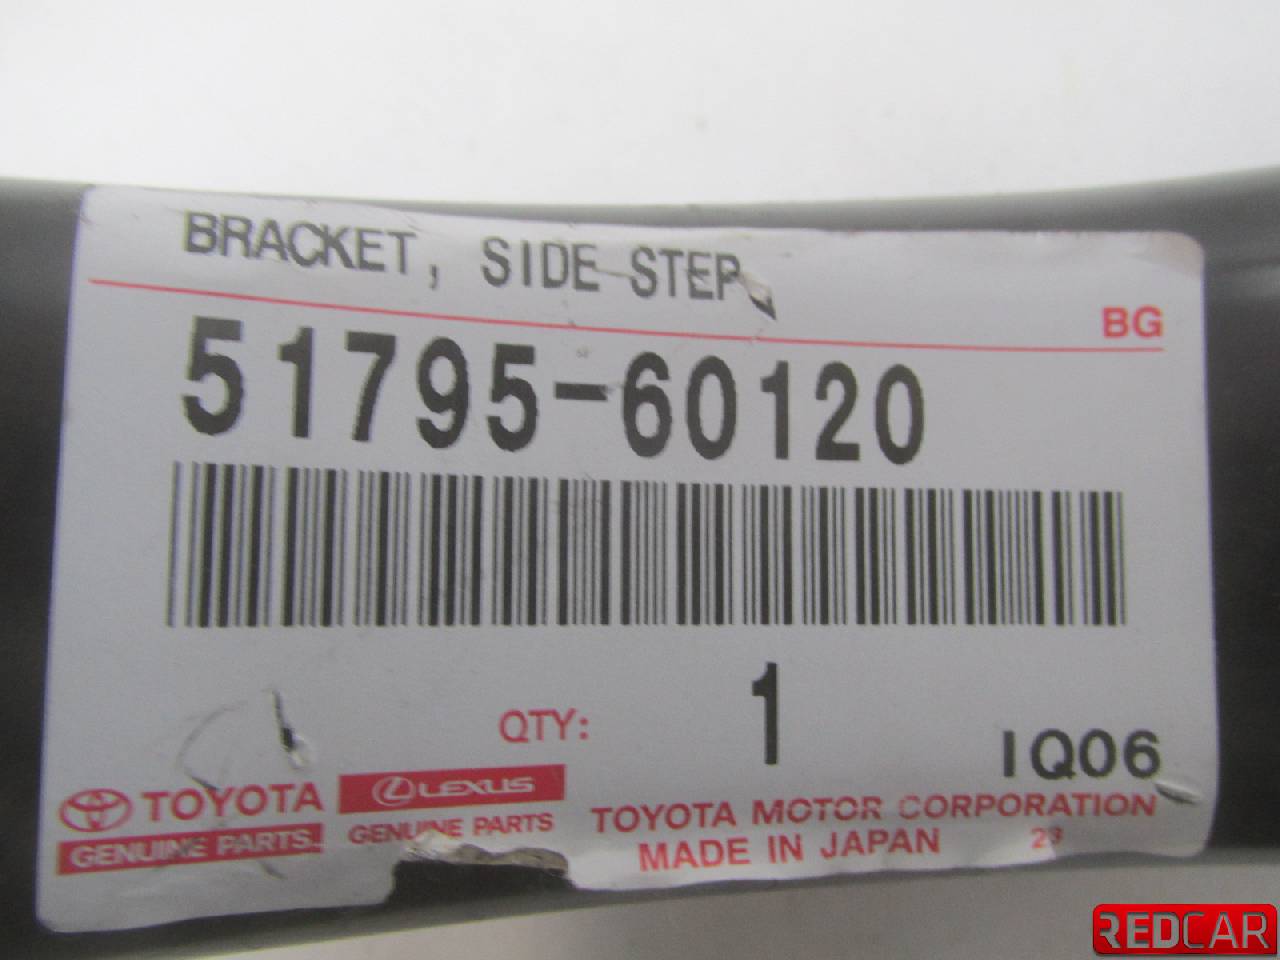 BRACKET, SIDE STEP
BG
51795-60120
QTY: 1
IQ06
TOYOTA
GENUINE PARTS
LEXUS
GENUINE PARTS
TOYOTA MOTOR CORPORATION
MADE IN JAPAN 23
REDCAR